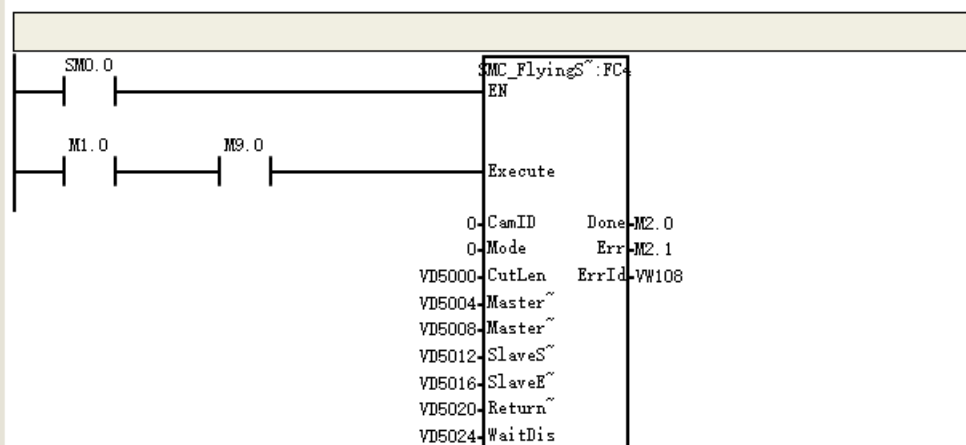 SM0.0
SMC_FlyingS~:FC4
EN
M1.0 M9.0
Execute
0 CamID Done M2.0
0 Mode Err M2.1
VD5000 CutLen ErrId VW108
VD5004 Master~
VD5008 Master~
VD5012 SlaveS~
VD5016 SlaveE~
VD5020 Return~
VD5024 WaitDis